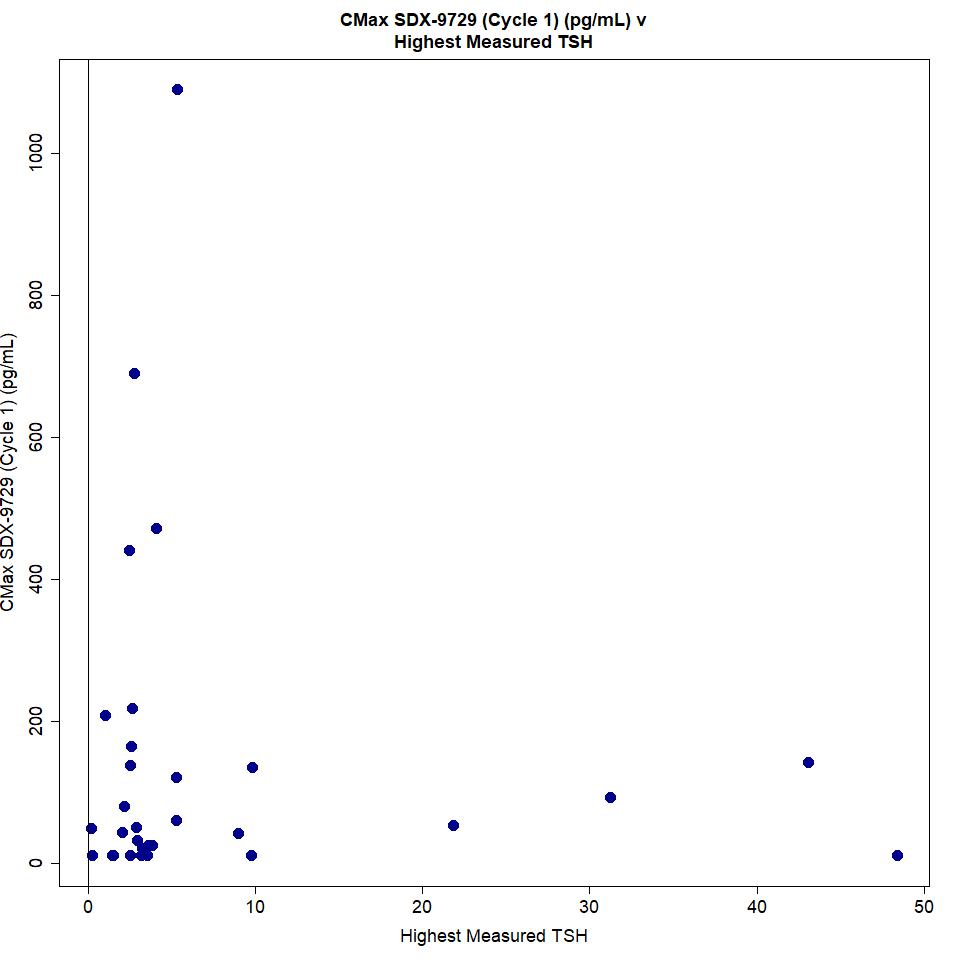 CMax SDX-9729 (Cycle 1) (pg/mL) v
Highest Measured TSH
CMax SDX-9729 (Cycle 1) (pg/mL)
1000
800
600
400
200
0
0 10 20 30 40 50
Highest Measured TSH